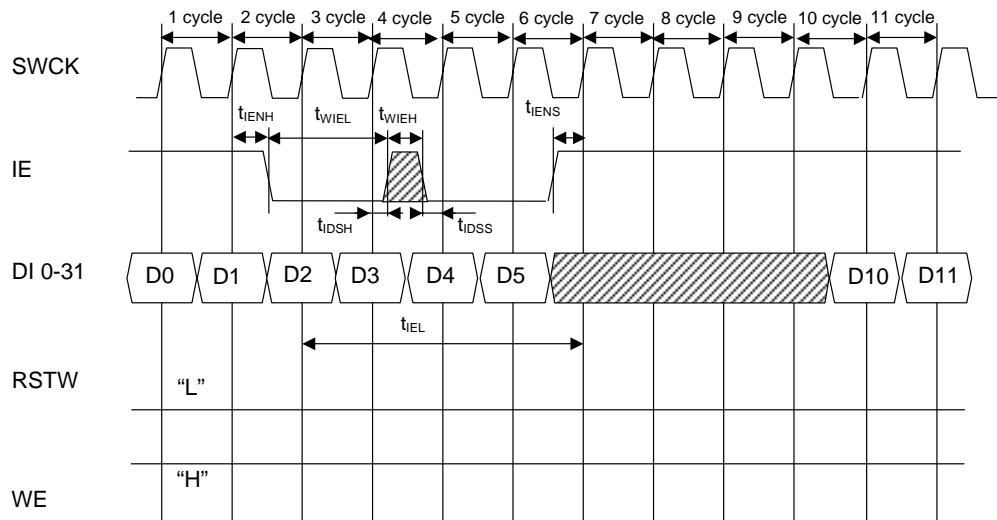 1 cycle 2 cycle 3 cycle 4 cycle 5 cycle 6 cycle 7 cycle 8 cycle 9 cycle 10 cycle 11 cycle
SWCK
tIENH tWIEL tWIEH tIENS
IE
tIDSH tIDSS
DI 0-31 D0 D1 D2 D3 D4 D5 D10 D11
tIEL
RSTW "L"
"H"
WE